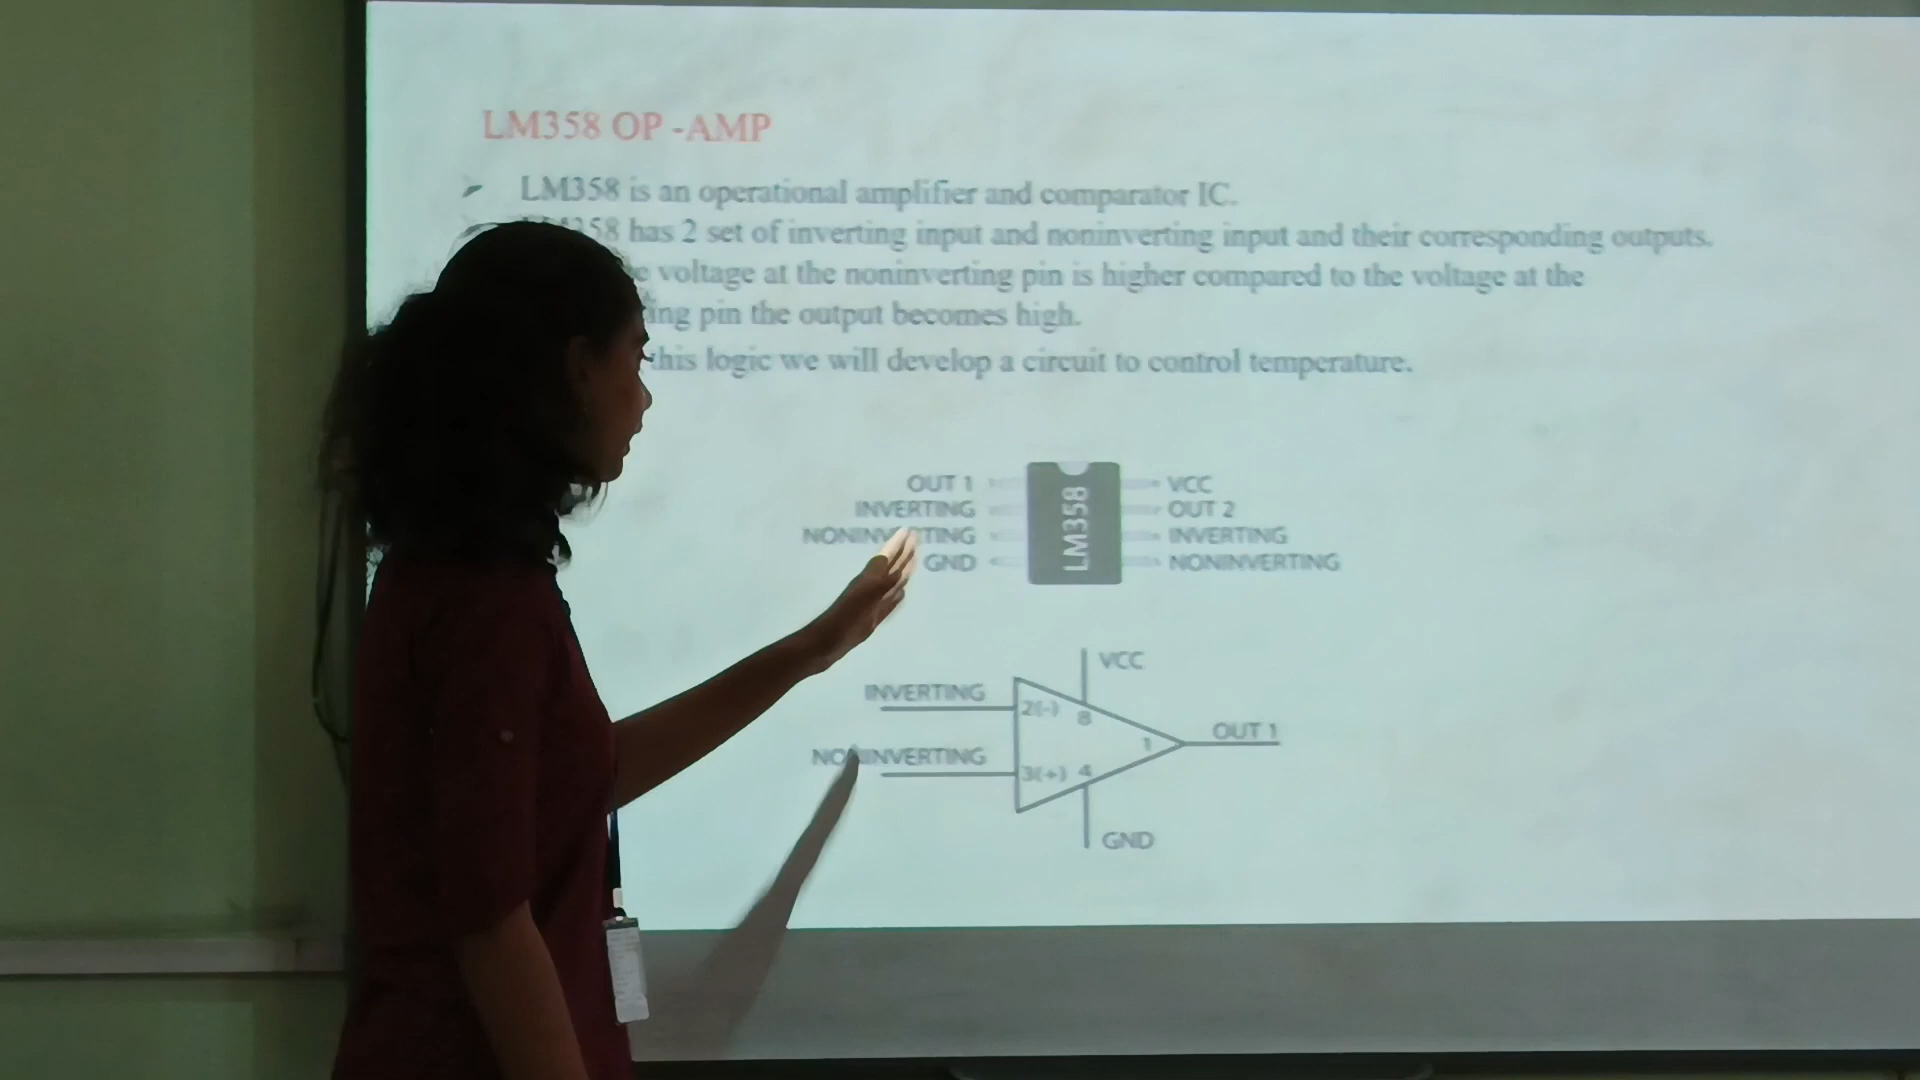 LM358 OP -AMP
LM358 is an operational amplifier and comparator IC.
has 2 set of inverting input and noninverting input and their corresponding outputs.
voltage at the noninverting pin is higher compared to the voltage at the
pin the output becomes high.
this logic we will develop a circuit to control temperature.
OUT 1 VCC
INVERTING OUT 2
NONINVERTING INVERTING
GND NONINVERTING
LM358
VCC
INVERTING
2(-) 8
OUT 1
1
NONINVERTING
3(+) 4
GND